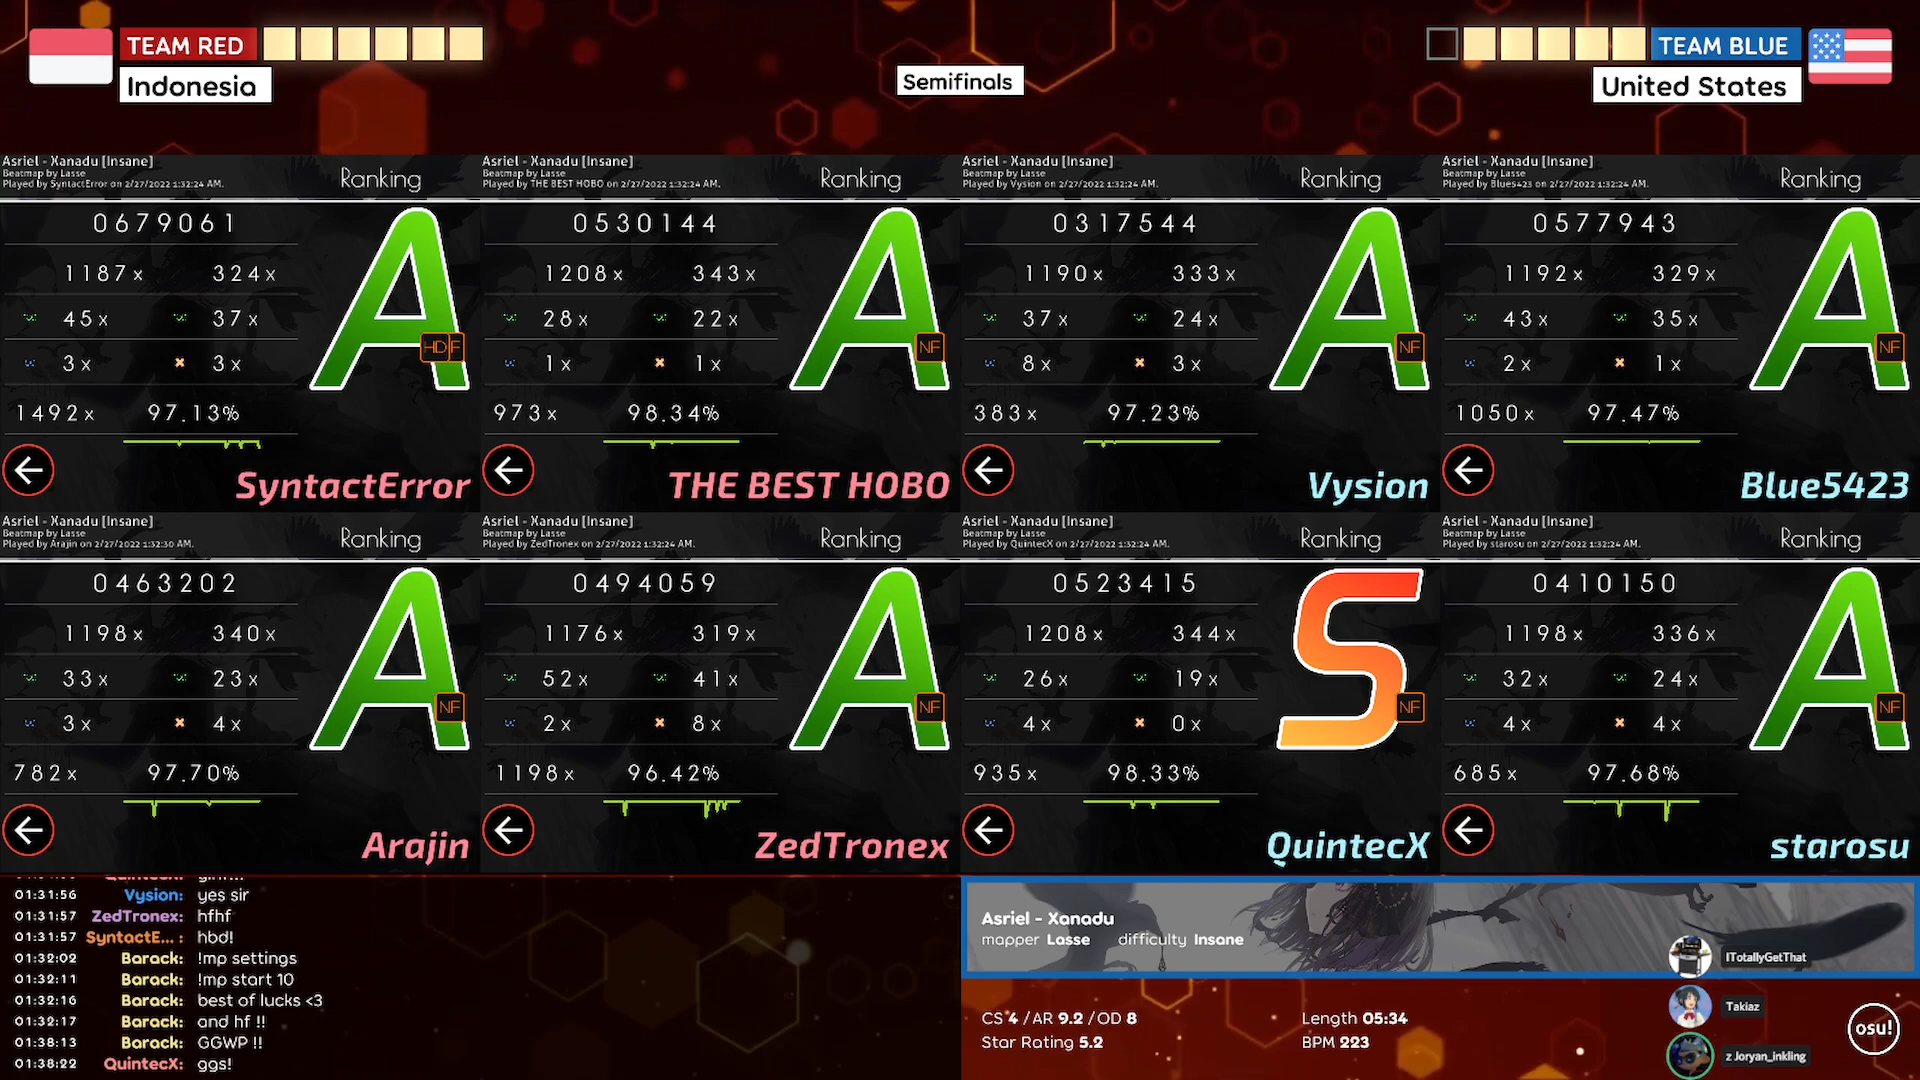 TEAM RED
Indonesia
Semifinals
TEAM BLUE
United States
Asriel - Xanadu [Insane]
Beatmap by Lasse
Played by SyntactError on 2/27/2022 1:32:24 AM.
Ranking
0679061
1187x 324x
45x 37x
3x 3x
1492x 97.13%
HD F
SyntactError
Asriel - Xanadu [Insane]
Beatmap by Lasse
Played by THE BEST HOBO on 2/27/2022 1:32:24 AM.
Ranking
0530144
1208x 343x
28x 22x
1x 1x
973x 98.34%
NF
THE BEST HOBO
Asriel - Xanadu [Insane]
Beatmap by Lasse
Played by Vysion on 2/27/2022 1:32:24 AM.
Ranking
0317544
1190x 333x
37x 24x
8x 3x
383x 97.23%
NF
Vysion
Asriel - Xanadu [Insane]
Beatmap by Lasse
Played by Blue5423 on 2/27/2022 1:32:24 AM.
Ranking
0577943
1192x 329x
43x 35x
2x 1x
1050x 97.47%
NF
Blue5423
Asriel - Xanadu [Insane]
Beatmap by Lasse
Played by Arajin on 2/27/2022 1:32:30 AM.
Ranking
0463202
1198x 340x
33x 23x
3x 4x
782x 97.70%
NF
Arajin
Asriel - Xanadu [Insane]
Beatmap by Lasse
Played by ZedTronex on 2/27/2022 1:32:24 AM.
Ranking
0494059
1176x 319x
52x 41x
2x 8x
1198x 96.42%
NF
ZedTronex
Asriel - Xanadu [Insane]
Beatmap by Lasse
Played by QuintecX on 2/27/2022 1:32:24 AM.
Ranking
0523415
1208x 344x
26x 19x
4x 0x
935x 98.33%
NF
QuintecX
Asriel - Xanadu [Insane]
Beatmap by Lasse
Played by starosu on 2/27/2022 1:32:24 AM.
Ranking
0410150
1198x 336x
32x 24x
4x 4x
685x 97.68%
NF
starosu
01:31:56 Vysion: yes sir
01:31:57 ZedTronex: hfhf
01:31:57 SyntactE... : hbd!
01:32:02 Barack: !mp settings
01:32:11 Barack: !mp start 10
01:32:16 Barack: best of lucks <3
01:32:17 Barack: and hf !!
01:38:13 Barack: GGWP !!
01:38:22 QuintecX: ggs!
Asriel - Xanadu
mapper Lasse difficulty Insane
CS 4 / AR 9.2 / OD 8
Star Rating 5.2
Length 05:34
BPM 223
ITotallyGetThat
Takiaz
z Joryan_inkling
osu!